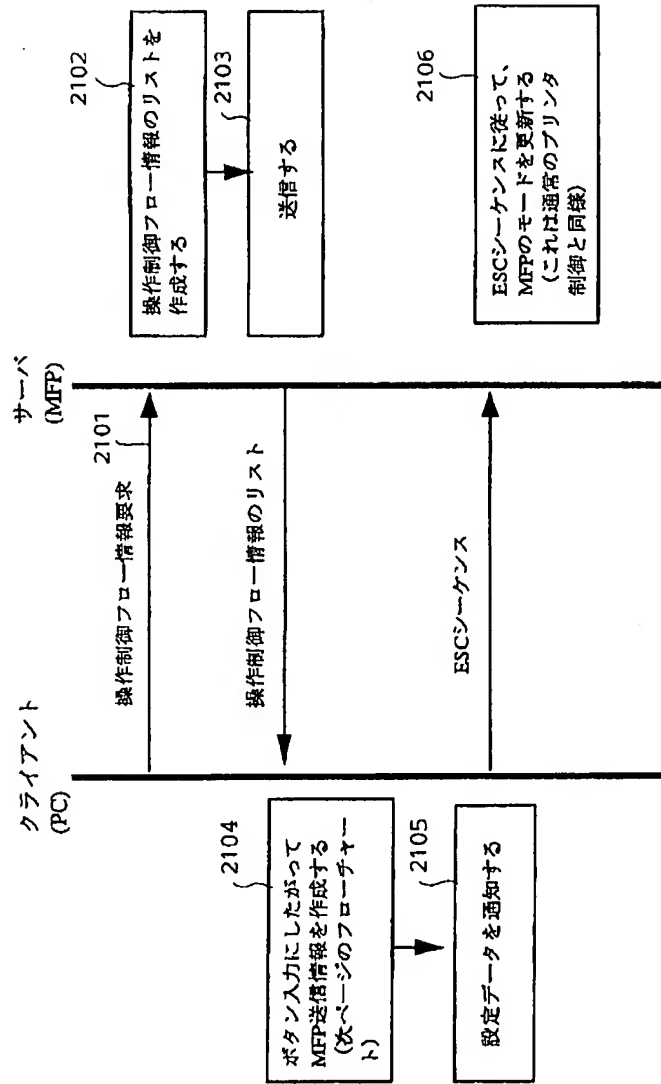 クライアント
(PC)
サーバ
(MFP)
操作制御フロー情報要求
2101
2102
操作制御フロー情報のリストを
作成する
2103
送信する
操作制御フロー情報のリスト
2104
ボタン入力にしたがって
MFP送信情報を作成する
(次ページのフローチャー
ト)
2105
設定データを通知する
ESCシーケンス
2106
ESCシーケンスに従って、
MFPのモードを更新する
(これは通常のプリンタ
制御と同様)